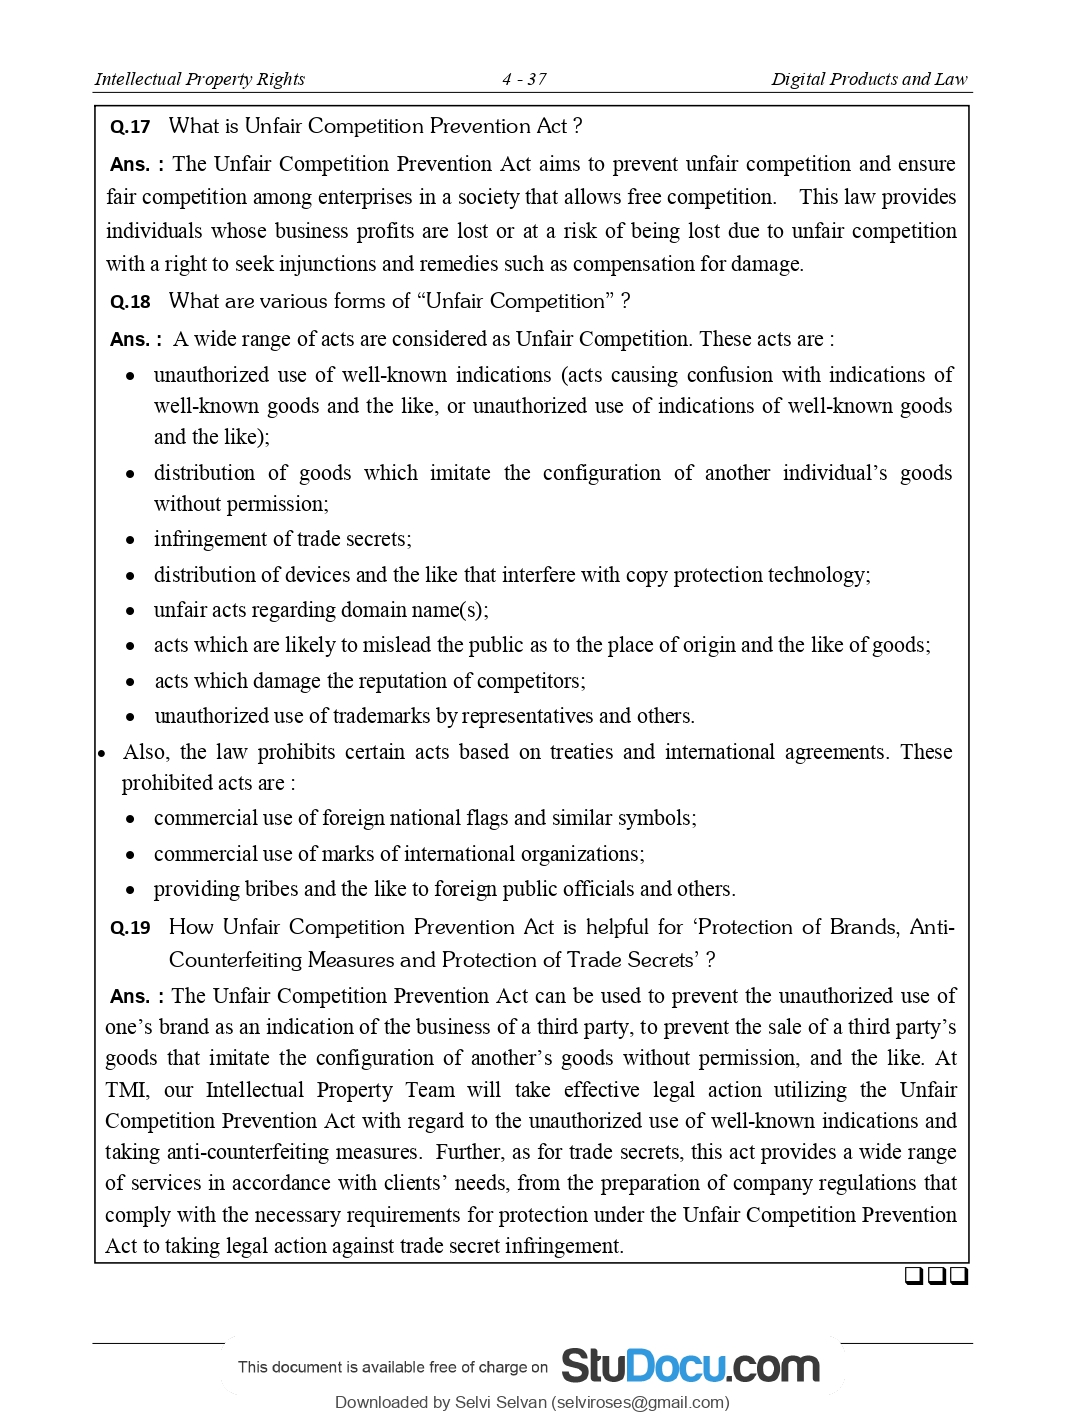 Intellectual Property Rights 4 - 37 Digital Products and Law
Q.17 What is Unfair Competition Prevention Act ?
Ans. : The Unfair Competition Prevention Act aims to prevent unfair competition and ensure
fair competition among enterprises in a society that allows free competition. This law provides
individuals whose business profits are lost or at a risk of being lost due to unfair competition
with a right to seek injunctions and remedies such as compensation for damage.
Q.18 What are various forms of “Unfair Competition” ?
Ans. : A wide range of acts are considered as Unfair Competition. These acts are :
• unauthorized use of well-known indications (acts causing confusion with indications of
well-known goods and the like, or unauthorized use of indications of well-known goods
and the like);
• distribution of goods which imitate the configuration of another individual’s goods
without permission;
• infringement of trade secrets;
• distribution of devices and the like that interfere with copy protection technology;
• unfair acts regarding domain name(s);
• acts which are likely to mislead the public as to the place of origin and the like of goods;
• acts which damage the reputation of competitors;
• unauthorized use of trademarks by representatives and others.
• Also, the law prohibits certain acts based on treaties and international agreements. These
prohibited acts are :
• commercial use of foreign national flags and similar symbols;
• commercial use of marks of international organizations;
• providing bribes and the like to foreign public officials and others.
Q.19 How Unfair Competition Prevention Act is helpful for ‘Protection of Brands, Anti-
Counterfeiting Measures and Protection of Trade Secrets’ ?
Ans. : The Unfair Competition Prevention Act can be used to prevent the unauthorized use of
one’s brand as an indication of the business of a third party, to prevent the sale of a third party’s
goods that imitate the configuration of another’s goods without permission, and the like. At
TMI, our Intellectual Property Team will take effective legal action utilizing the Unfair
Competition Prevention Act with regard to the unauthorized use of well-known indications and
taking anti-counterfeiting measures. Further, as for trade secrets, this act provides a wide range
of services in accordance with clients’ needs, from the preparation of company regulations that
comply with the necessary requirements for protection under the Unfair Competition Prevention
Act to taking legal action against trade secret infringement.
❑❑❑
This document is available free of charge on StuDocu.com
Downloaded by Selvi Selvan (selviroses@gmail.com)